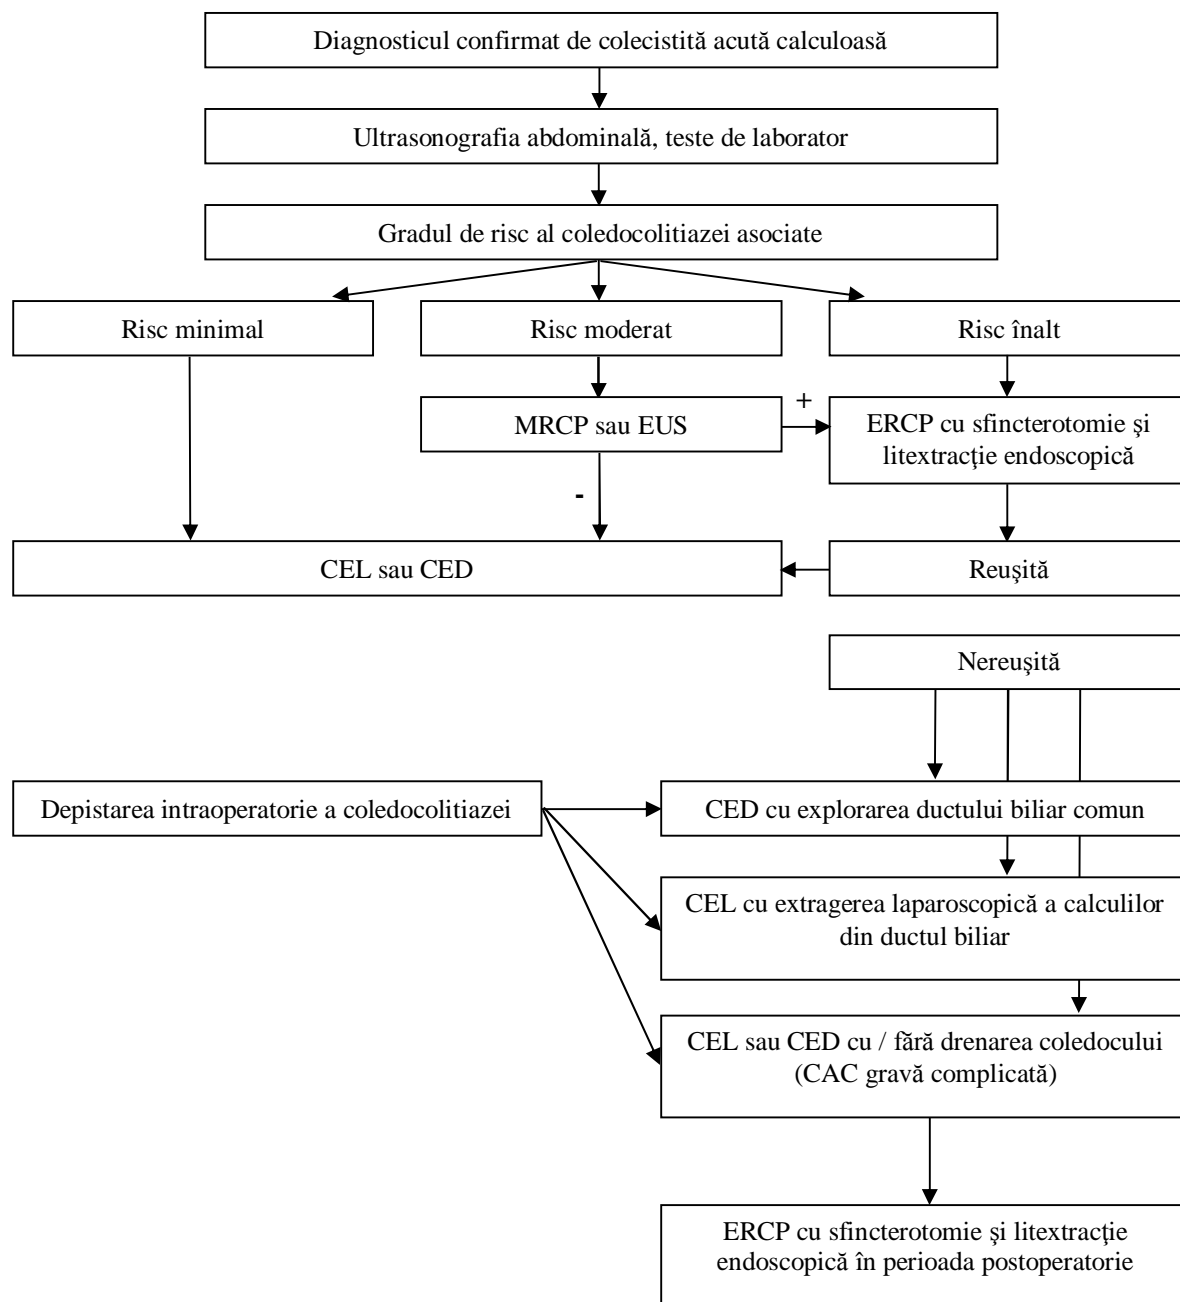 Diagnosticul confirmat de colecistită acută calculoasă
Ultrasonografia abdominală, teste de laborator
Gradul de risc al coledocolitiazei asociate
Risc minimal
Risc moderat
Risc înalt
MRCP sau EUS
+
ERCP cu sfincterotomie şi
litextracţie endoscopică
-
CEL sau CED
Reuşită
Nereuşită
Depistarea intraoperatorie a coledocolitiazei
CED cu explorarea ductului biliar comun
CEL cu extragerea laparoscopică a calculilor
din ductul biliar
CEL sau CED cu / fără drenarea coledocului
(CAC gravă complicată)
ERCP cu sfincterotomie şi litextracţie
endoscopică în perioada postoperatorie